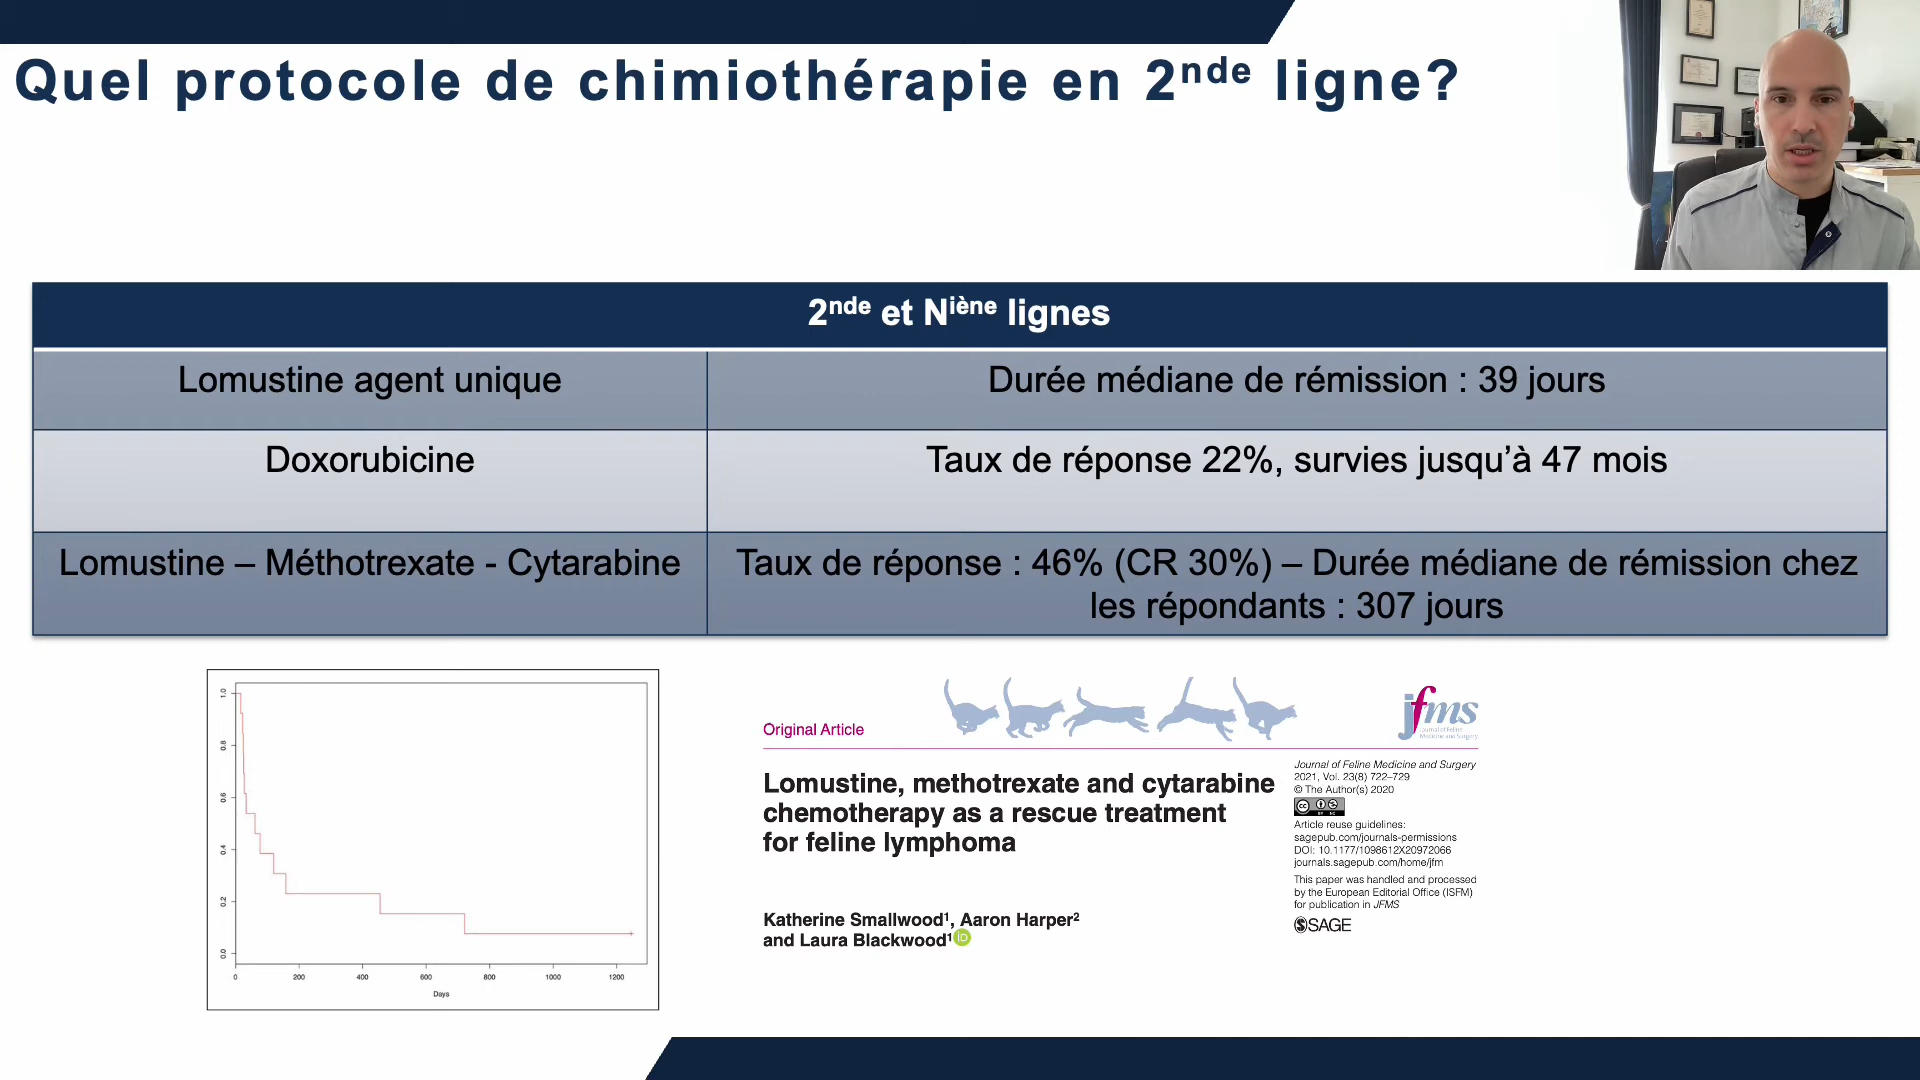 Quel protocole de chimiothérapie en 2nde ligne?
2nde et Nième lignes
Lomustine agent unique
Durée médiane de rémission : 39 jours
Doxorubicine
Taux de réponse 22%, survies jusqu’à 47 mois
Lomustine – Méthotrexate - Cytarabine
Taux de réponse : 46% (CR 30%) – Durée médiane de rémission chez
les répondants : 307 jours
1.0
0.8
0.6
0.4
0.2
0.0
0 200 400 600 800 1000 1200
Days
Original Article
jfms
Journal of Feline
Medicine and Surgery
Lomustine, methotrexate and cytarabine
chemotherapy as a rescue treatment
for feline lymphoma
Katherine Smallwood1, Aaron Harper2
and Laura Blackwood1 iD
Journal of Feline Medicine and Surgery
2021, Vol. 23(8) 722–729
© The Author(s) 2020
Article reuse guidelines:
sagepub.com/journals-permissions
DOI: 10.1177/1098612X20972066
journals.sagepub.com/home/jfm
This paper was handled and processed
by the European Editorial Office (ISFM)
for publication in JFMS
SAGE